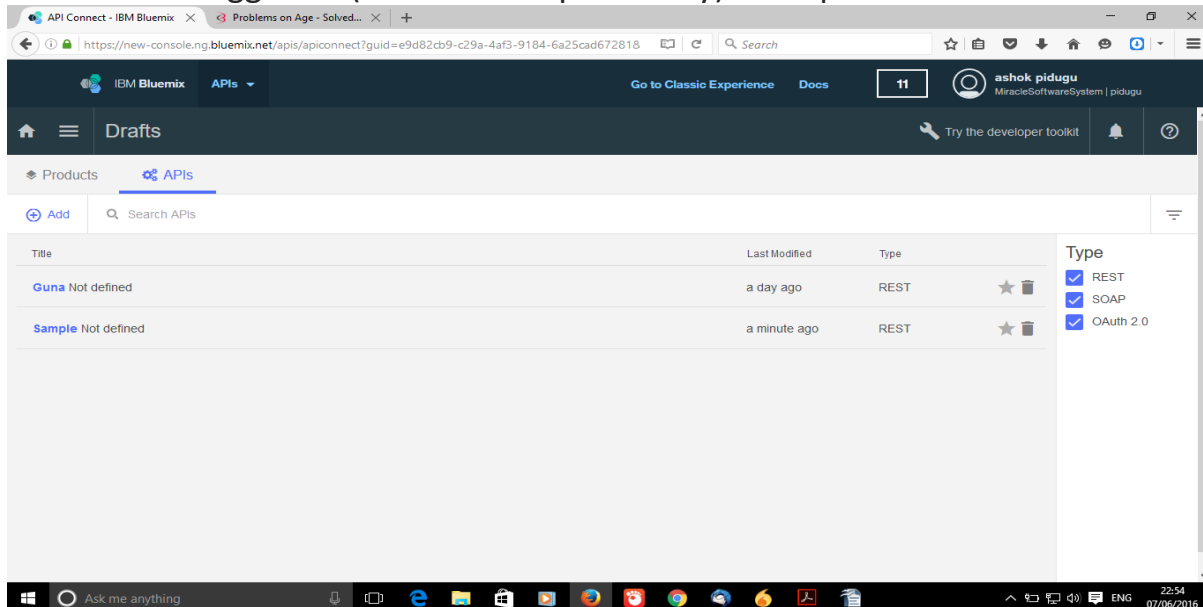 API Connect - IBM Bluemix
Problems on Age - Solved...
https://new-console.ng.bluemix.net/apis/apiconnect?guid=e9d82cb9-c29a-4af3-9184-6a25cad672818
Search
IBM Bluemix APIs
Go to Classic Experience Docs 11
ashok pidugu
MiracleSoftwareSystem | pidugu
Drafts
Try the developer toolkit
Products APIs
Add Search APIs
Title Last Modified Type
Guna Not defined a day ago REST
Sample Not defined a minute ago REST
Type
REST
SOAP
OAuth 2.0
Ask me anything
ENG
22:54
07/06/2016